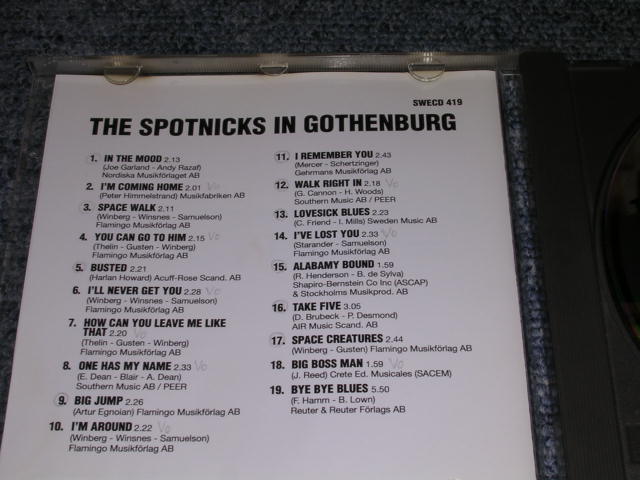 SWECD 419
THE SPOTNICKS IN GOTHENBURG
1. IN THE MOOD 2.13
(Joe Garland - Andy Razaf)
Nordiska Musikförlaget AB
2. I'M COMING HOME 2.01 Vo
(Peter Himmelstrand) Musikfabriken AB
3. SPACE WALK 2.11
(Winberg - Winsnes - Samuelson)
Flamingo Musikförlag AB
4. YOU CAN GO TO HIM 2.15 Vo
(Thelin - Gusten - Winberg)
Flamingo Musikförlag AB
5. BUSTED 2.21
(Harlan Howard) Acuff-Rose Scand. AB
6. I'LL NEVER GET YOU 2.28 Vo
(Winberg - Winsnes - Samuelson)
Flamingo Musikförlag AB
7. HOW CAN YOU LEAVE ME LIKE
THAT 2.20 Vo
(Thelin - Gusten - Winberg)
Flamingo Musikförlag AB
8. ONE HAS MY NAME 2.33 Vo
(E. Dean - Blair - A. Dean)
Southern Music AB / PEER
9. BIG JUMP 2.26
(Artur Egnoian) Flamingo Musikförlag AB
10. I'M AROUND 2.22 Vo
(Winberg - Winsnes - Samuelson)
Flamingo Musikförlag AB
11. I REMEMBER YOU 2.43
(Mercer - Schertzinger)
Gehrmans Musikförlag AB
12. WALK RIGHT IN 2.18 Vo
(G. Cannon - H. Woods)
Southern Music AB / PEER
13. LOVESICK BLUES 2.23
(C. Friend - I. Mills) Sweden Music AB
14. I'VE LOST YOU 2.33 Vo
(Starander - Samuelson)
Flamingo Musikförlag AB
15. ALABAMY BOUND 1.59
(R. Henderson - B. de Sylva)
Shapiro-Bernstein Co Inc (ASCAP)
& Stockholms Musikprod. AB
16. TAKE FIVE 3.05
(D. Brubeck - P. Desmond)
AIR Music Scand. AB
17. SPACE CREATURES 2.44
(Winberg - Gusten) Flamingo Musikförlag AB
18. BIG BOSS MAN 1.59 Vo
(J. Reed) Crete Ed. Musicales (SACEM)
19. BYE BYE BLUES 5.50
(F. Hamm - B. Lown)
Reuter & Reuter Förlags AB